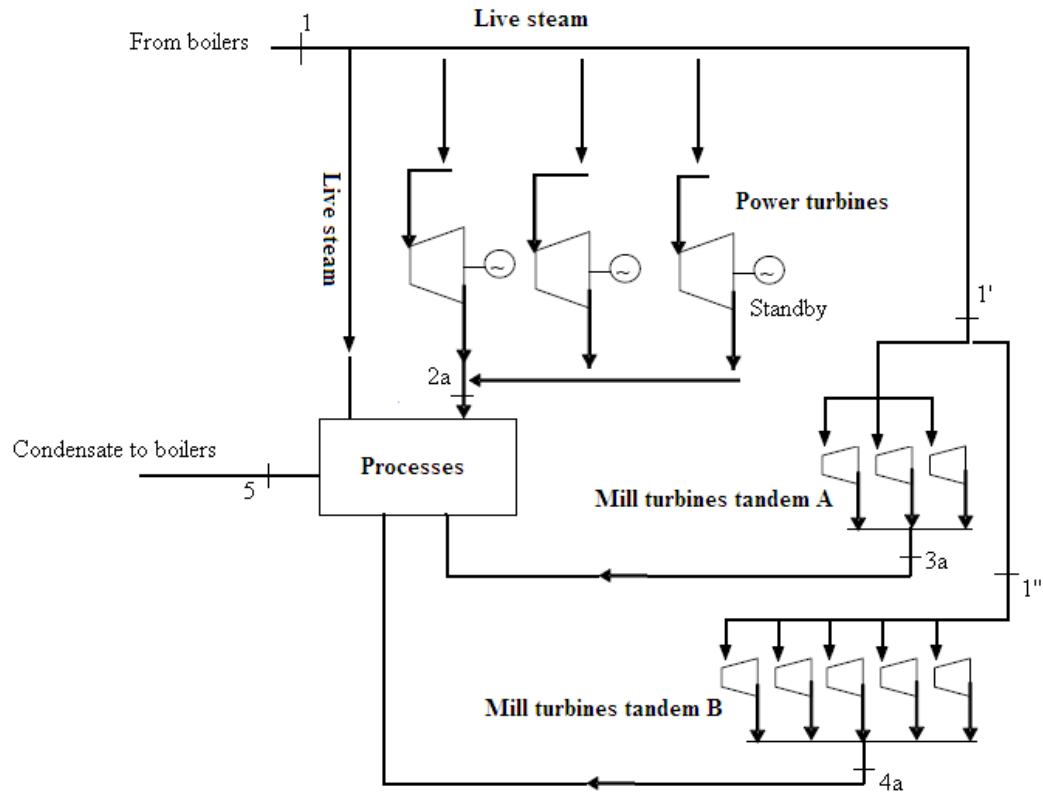 Live steam
1
From boilers
Live steam
Power turbines
~
~
~
Standby
1'
2a
Condensate to boilers
5
Processes
Mill turbines tandem A
3a
1"
Mill turbines tandem B
4a